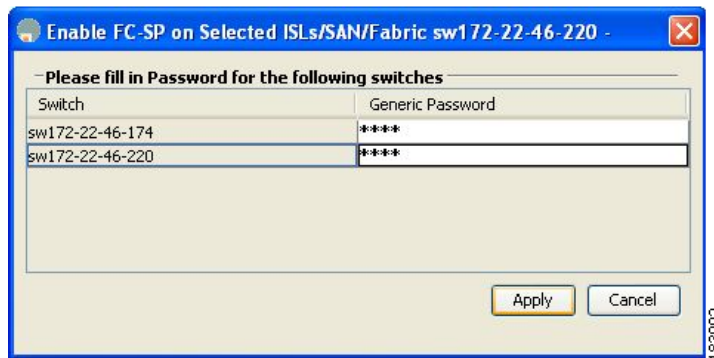 Enable FC-SP on Selected ISLs/SAN/Fabric sw172-22-46-220 -
Please fill in Password for the following switches
Switch Generic Password
sw172-22-46-174 ****
sw172-22-46-220 ****
Apply Cancel